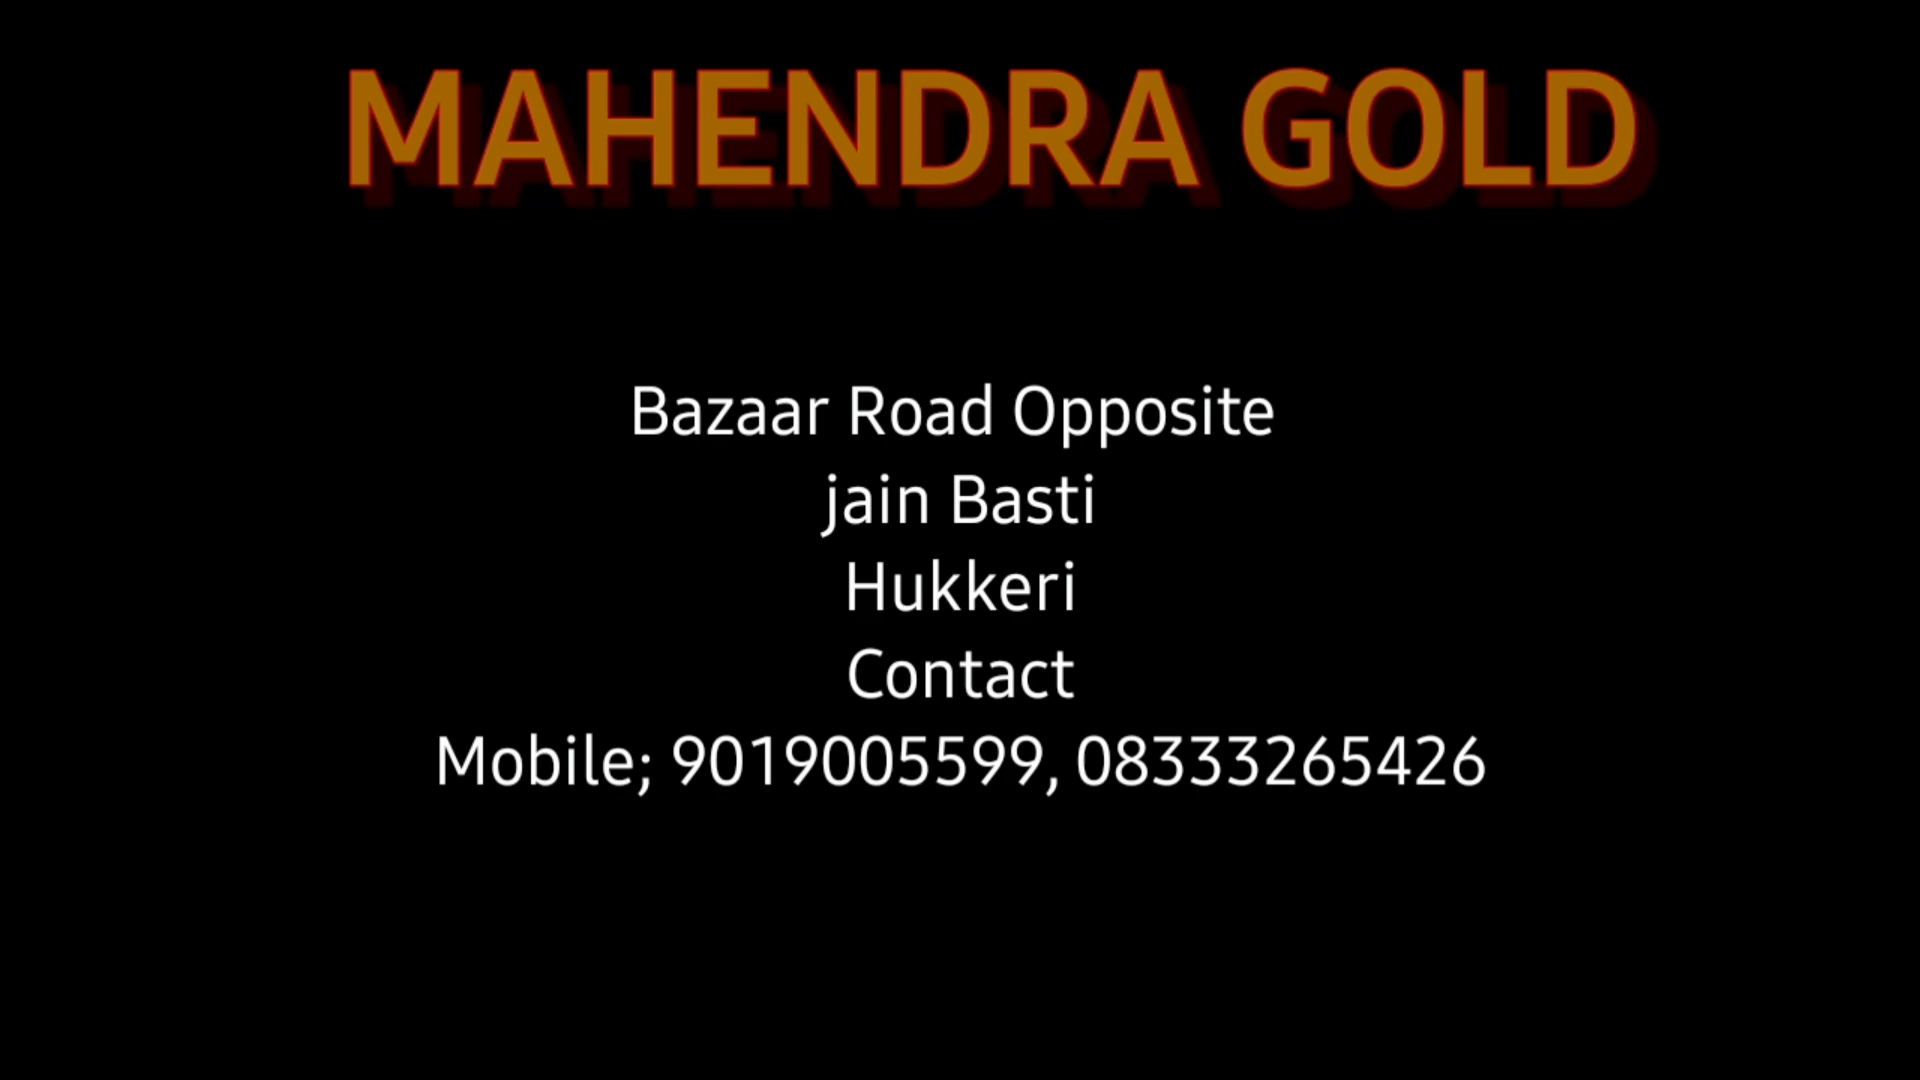 MAHENDRA GOLD
Bazaar Road Opposite
jain Basti
Hukkeri
Contact
Mobile; 9019005599, 08333265426